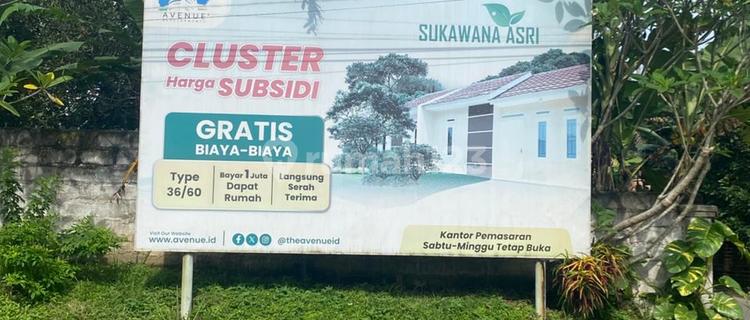 AVENUE
SUKAWANA ASRI
CLUSTER
Harga SUBSIDI
GRATIS
BIAYA-BIAYA
Type
36/60
Bayar 1 Juta
Dapat
Rumah
Langsung
Serah
Terima
Visit Our Website
www.avenue.id
@theavenueid
Kantor Pemasaran
Sabtu-Minggu Tetap Buka